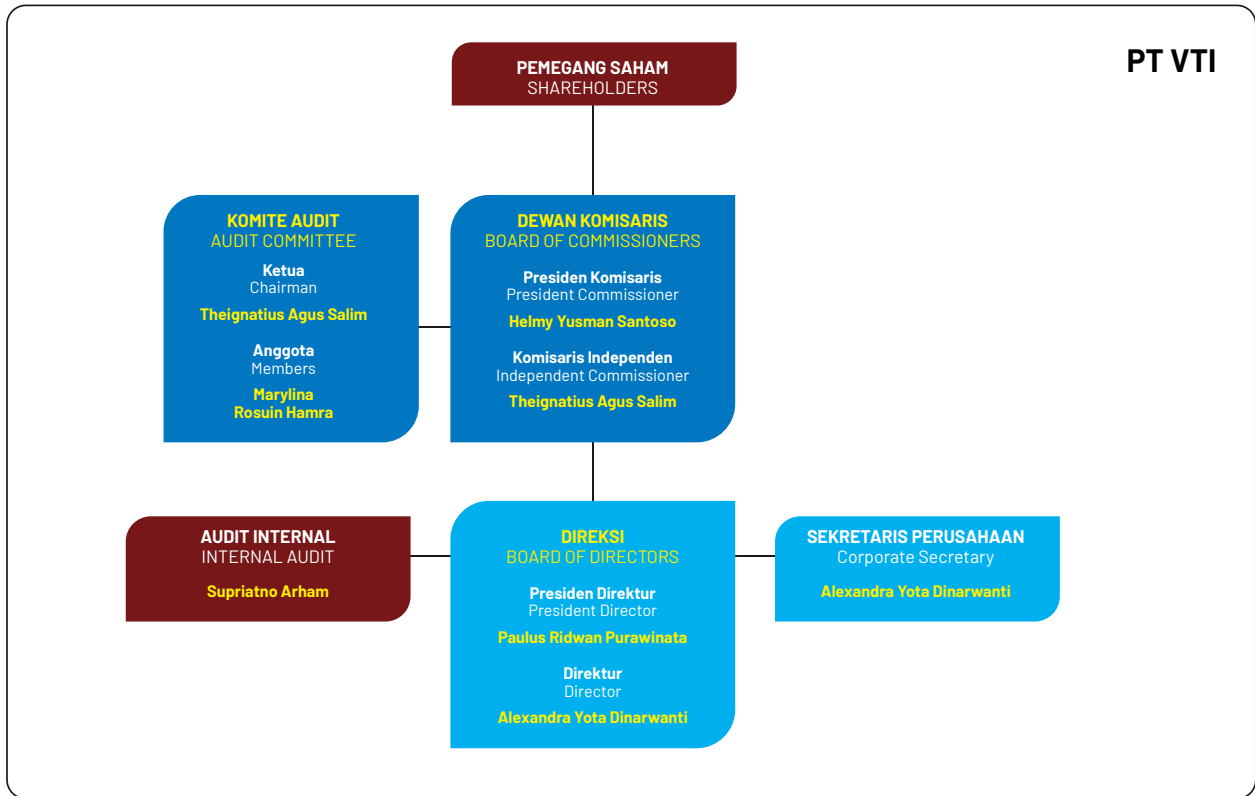 PT VTI
PEMEGANG SAHAM
SHAREHOLDERS
KOMITE AUDIT
AUDIT COMMITTEE
Ketua
Chairman
Theignatius Agus Salim
Anggota
Members
Marylina
Rosuin Hamra
DEWAN KOMISARIS
BOARD OF COMMISSIONERS
Presiden Komisaris
President Commissioner
Helmy Yusman Santoso
Komisaris Independen
Independent Commissioner
Theignatius Agus Salim
AUDIT INTERNAL
INTERNAL AUDIT
Supriatno Arham
DIREKSI
BOARD OF DIRECTORS
Presiden Direktur
President Director
Paulus Ridwan Purawinata
Direktur
Director
Alexandra Yota Dinarwanti
SEKRETARIS PERUSAHAAN
Corporate Secretary
Alexandra Yota Dinarwanti